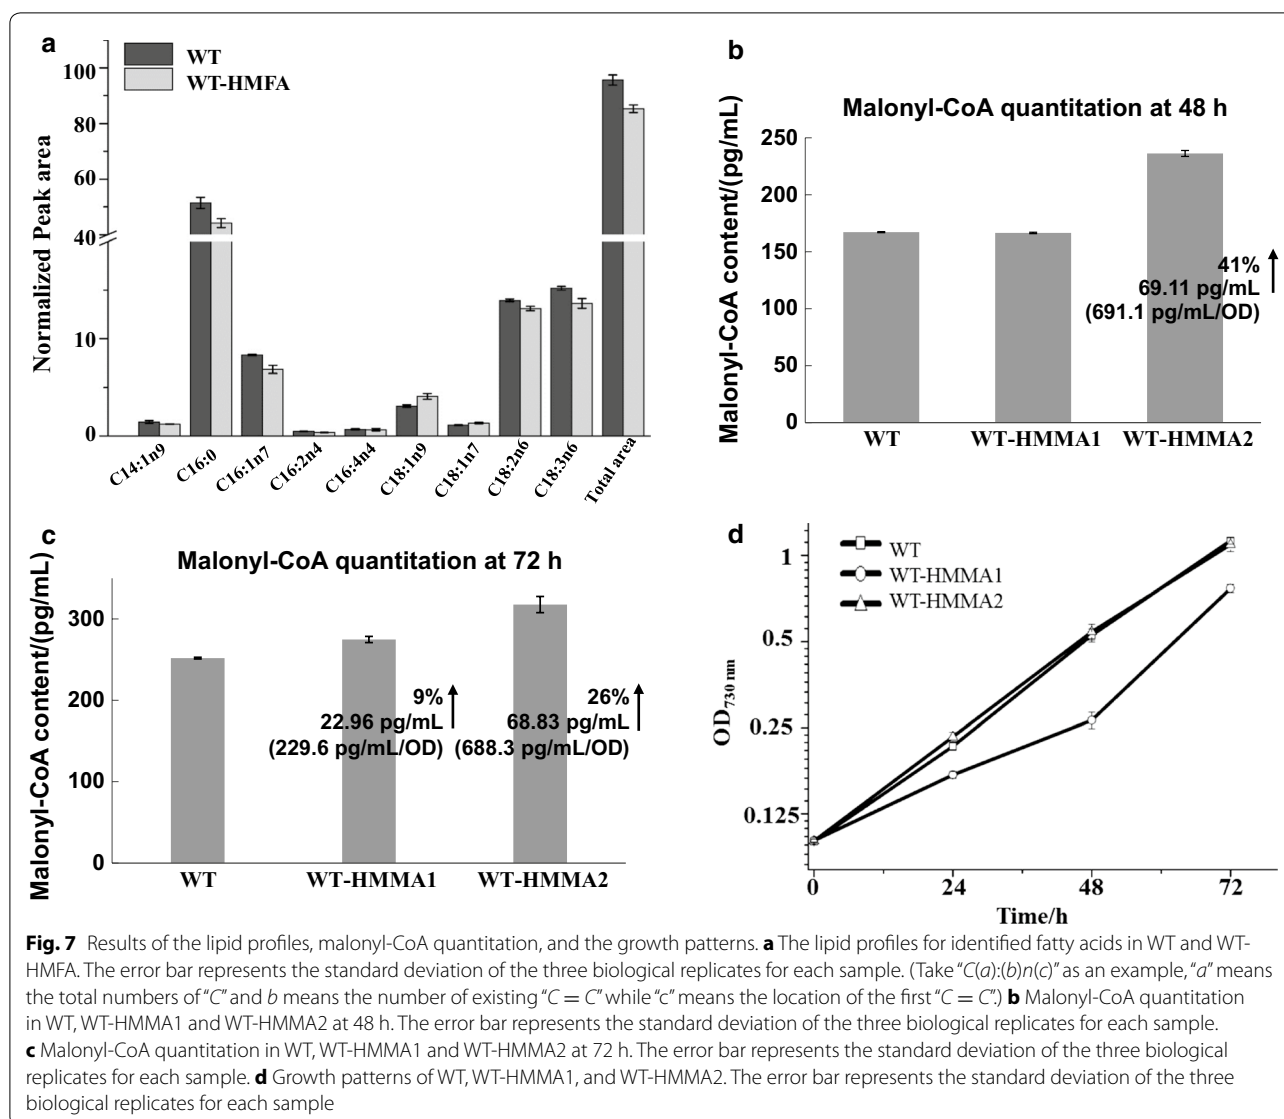 a
WT
WT-HMFA
Normalized Peak area
100
80
60
40
10
0
C14:1n9
C16:0
C16:1n7
C16:2n4
C16:4n4
C18:1n9
C18:1n7
C18:2n6
C18:3n6
Total area
b
Malonyl-CoA quantitation at 48 h
Malonyl-CoA content/(pg/mL)
250
200
150
100
50
0
41%
69.11 pg/mL
(691.1 pg/mL/OD)
WT
WT-HMMA1
WT-HMMA2
c
Malonyl-CoA quantitation at 72 h
Malonyl-CoA content/(pg/mL)
300
200
100
0
9%
22.96 pg/mL
(229.6 pg/mL/OD)
26%
68.83 pg/mL
(688.3 pg/mL/OD)
WT
WT-HMMA1
WT-HMMA2
d
WT
WT-HMMA1
WT-HMMA2
OD730 nm
1
0.5
0.25
0.125
0
24
48
72
Time/h
Fig. 7 Results of the lipid profiles, malonyl-CoA quantitation, and the growth patterns. a The lipid profiles for identified fatty acids in WT and WT-
HMFA. The error bar represents the standard deviation of the three biological replicates for each sample. (Take “C(a):(b)n(c)” as an example, “a” means
the total numbers of “C” and b means the number of existing “C = C” while “c” means the location of the first “C = C”.) b Malonyl-CoA quantitation
in WT, WT-HMMA1 and WT-HMMA2 at 48 h. The error bar represents the standard deviation of the three biological replicates for each sample.
c Malonyl-CoA quantitation in WT, WT-HMMA1 and WT-HMMA2 at 72 h. The error bar represents the standard deviation of the three biological
replicates for each sample. d Growth patterns of WT, WT-HMMA1, and WT-HMMA2. The error bar represents the standard deviation of the three
biological replicates for each sample